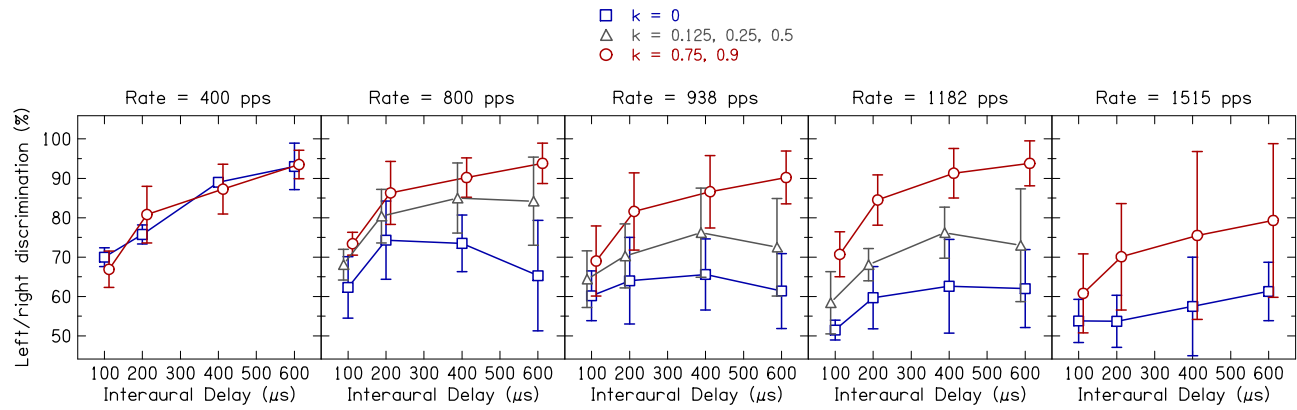 k = 0
k = 0.125, 0.25, 0.5
k = 0.75, 0.9
Rate = 400 pps
Rate = 800 pps
Rate = 938 pps
Rate = 1182 pps
Rate = 1515 pps
Left/right discrimination (%)
100
90
80
70
60
50
100 200 300 400 500 600
100 200 300 400 500 600
100 200 300 400 500 600
100 200 300 400 500 600
100 200 300 400 500 600
Interaural Delay (μs)
Interaural Delay (μs)
Interaural Delay (μs)
Interaural Delay (μs)
Interaural Delay (μs)